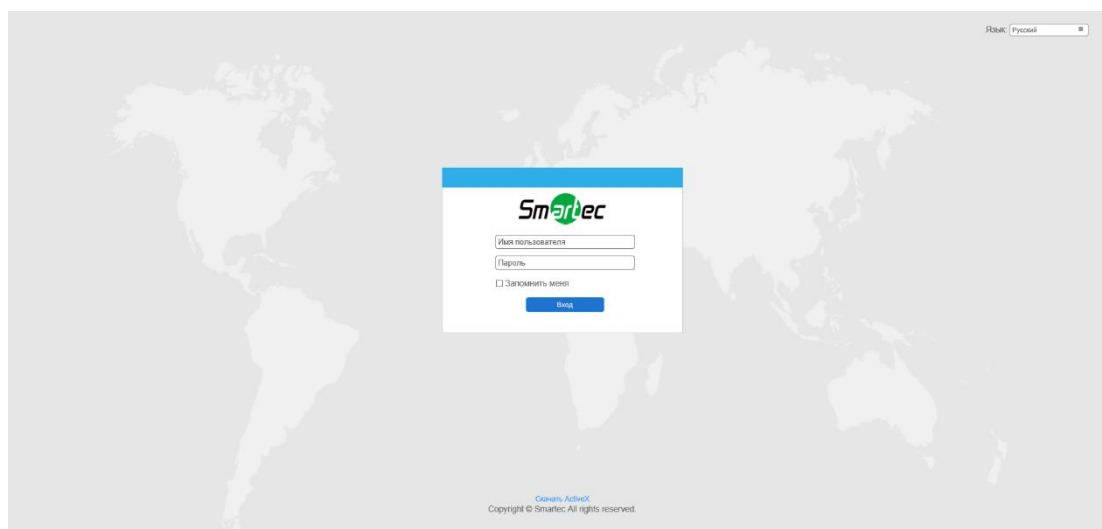 Язык: Русский
Smartec
Имя пользователя
Пароль
Запомнить меня
Вход
Скачать ActiveX
Copyright © Smartec All rights reserved.